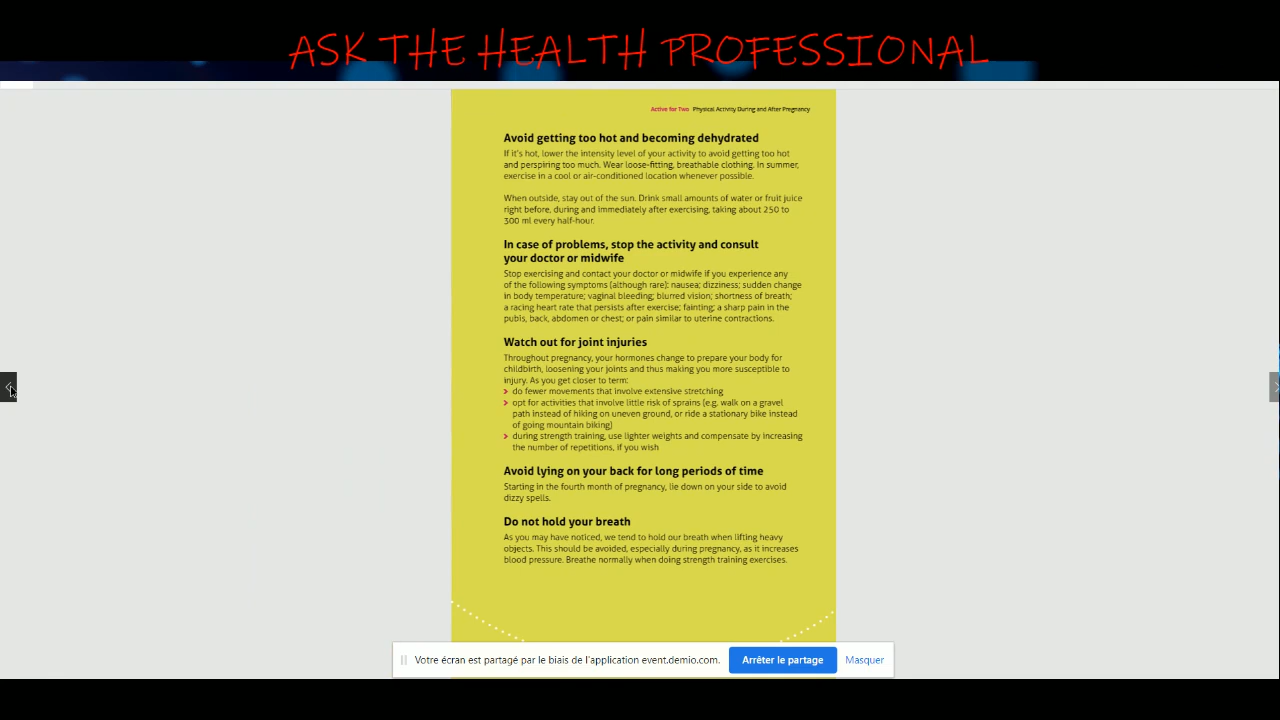 ASK THE HEALTH PROFESSIONAL
Active for Two Physical Activity During and After Pregnancy
Avoid getting too hot and becoming dehydrated
If it's hot, lower the intensity level of your activity to avoid getting too hot
and perspiring too much. Wear loose-fitting, breathable clothing. In summer,
exercise in a cool or air-conditioned location whenever possible.
When outside, stay out of the sun. Drink small amounts of water or fruit juice
right before, during and immediately after exercising, taking about 250 to
300 ml every half-hour.
In case of problems, stop the activity and consult
your doctor or midwife
Stop exercising and contact your doctor or midwife if you experience any
of the following symptoms (although rare): nausea; dizziness; sudden change
in body temperature; vaginal bleeding; blurred vision; shortness of breath;
a racing heart rate that persists after exercise; fainting; a sharp pain in the
pubis, back, abdomen or chest; or pain similar to uterine contractions.
Watch out for joint injuries
Throughout pregnancy, your hormones change to prepare your body for
childbirth, loosening your joints and thus making you more susceptible to
injury. As you get closer to term:
> do fewer movements that involve extensive stretching
> opt for activities that involve little risk of sprains (e.g. walk on a gravel
path instead of hiking on uneven ground, or ride a stationary bike instead
of going mountain biking)
> during strength training, use lighter weights and compensate by increasing
the number of repetitions, if you wish
Avoid lying on your back for long periods of time
Starting in the fourth month of pregnancy, lie down on your side to avoid
dizzy spells.
Do not hold your breath
As you may have noticed, we tend to hold our breath when lifting heavy
objects. This should be avoided, especially during pregnancy, as it increases
blood pressure. Breathe normally when doing strength training exercises.
Votre écran est partagé par le biais de l'application event.demio.com. Arrêter le partage Masquer